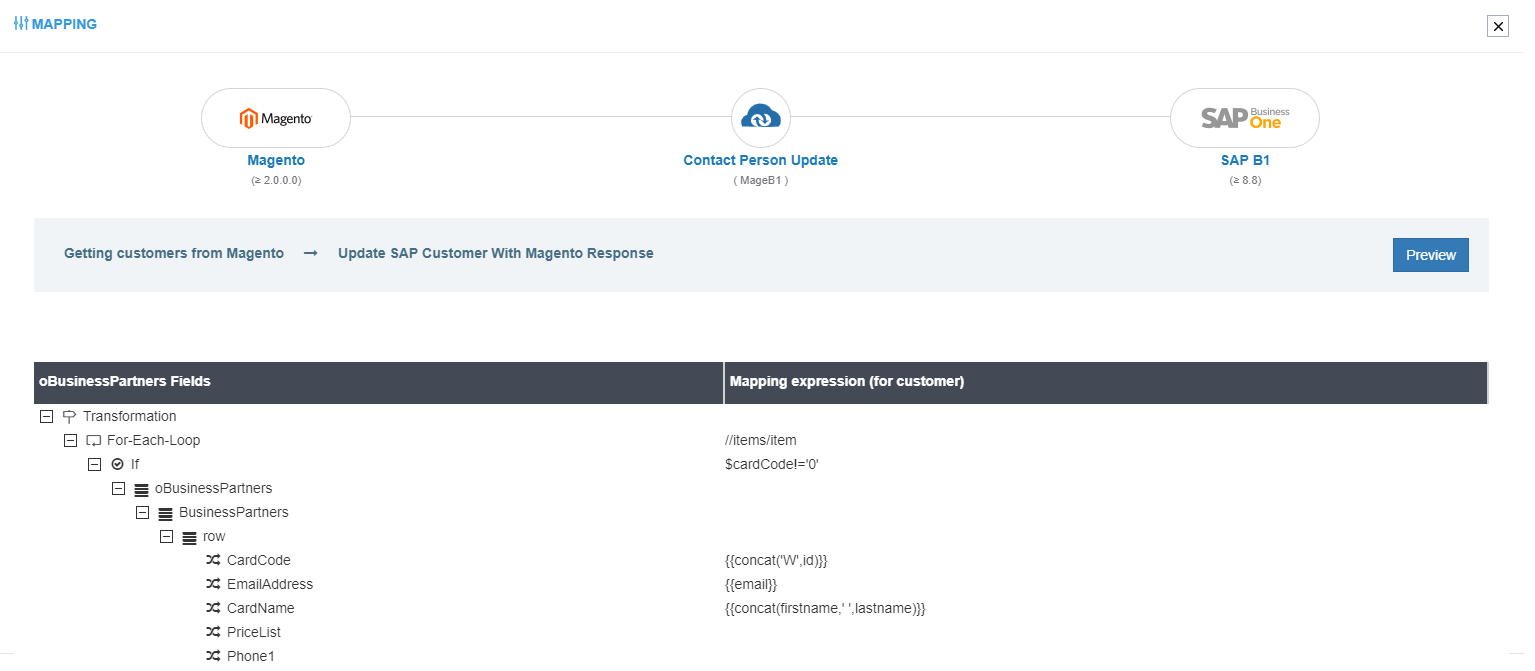 MAPPING
Magento
SAP Business One
Magento
Contact Person Update
SAP B1
(≥ 2.0.0.0)
( MageB1 )
(≥ 8.8)
Getting customers from Magento → Update SAP Customer With Magento Response
Preview
oBusinessPartners Fields
Mapping expression (for customer)
Transformation
For-Each-Loop //items/item
If $cardCode!='0'
oBusinessPartners
BusinessPartners
row
CardCode {{concat('W',id)}}
EmailAddress {{email}}
CardName {{concat(firstname,' ',lastname)}}
PriceList
Phone1